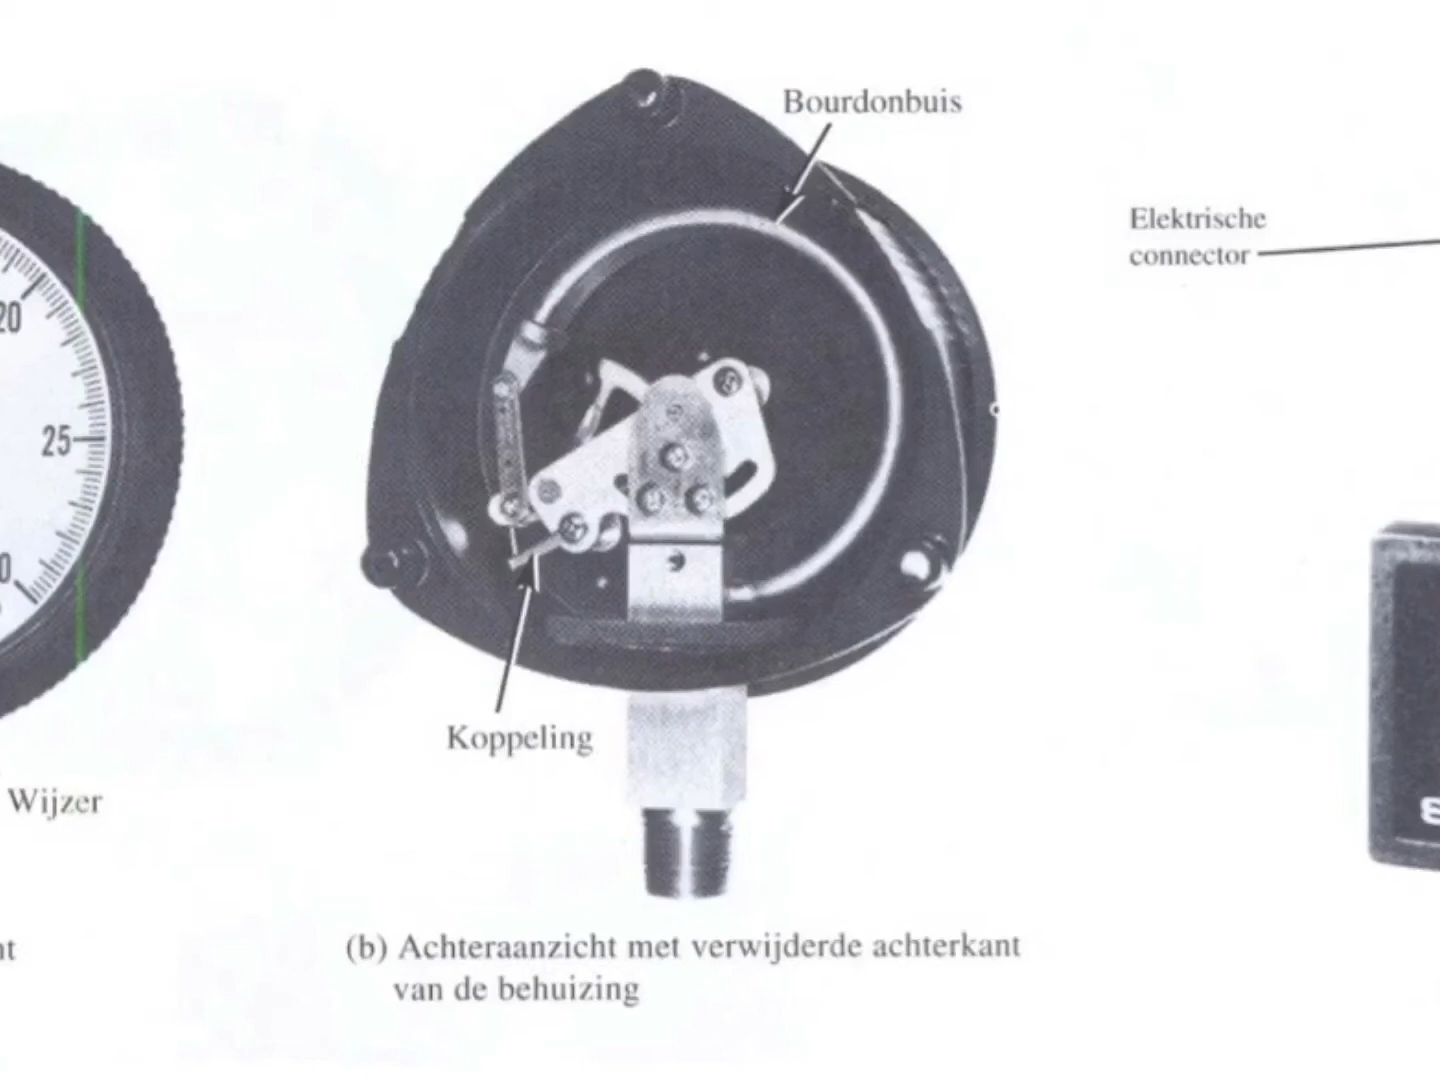 Bourdonbuis
Elektrische
connector
20
25
Koppeling
Wijzer
(b) Achteraanzicht met verwijderde achterkant
van de behuizing